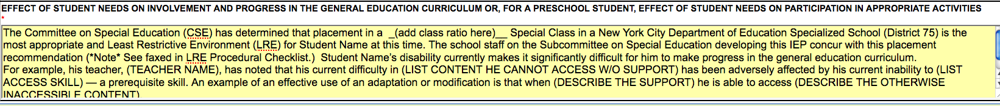 EFFECT OF STUDENT NEEDS ON INVOLVEMENT AND PROGRESS IN THE GENERAL EDUCATION CURRICULUM OR, FOR A PRESCHOOL STUDENT, EFFECT OF STUDENT NEEDS ON PARTICIPATION IN APPROPRIATE ACTIVITIES
*
The Committee on Special Education (CSE) has determined that placement in a _(add class ratio here)__ Special Class in a New York City Department of Education Specialized School (District 75) is the
most appropriate and Least Restrictive Environment (LRE) for Student Name at this time. The school staff on the Subcommittee on Special Education developing this IEP concur with this placement
recommendation (*Note* See faxed in LRE Procedural Checklist.) Student Name's disability currently makes it significantly difficult for him to make progress in the general education curriculum.
For example, his teacher, (TEACHER NAME), has noted that his current difficulty in (LIST CONTENT HE CANNOT ACCESS W/O SUPPORT) has been adversely affected by his current inability to (LIST
ACCESS SKILL) — a prerequisite skill. An example of an effective use of an adaptation or modification is that when (DESCRIBE THE SUPPORT) he is able to access (DESCRIBE THE OTHERWISE
INACCESSIBLE CONTENT)